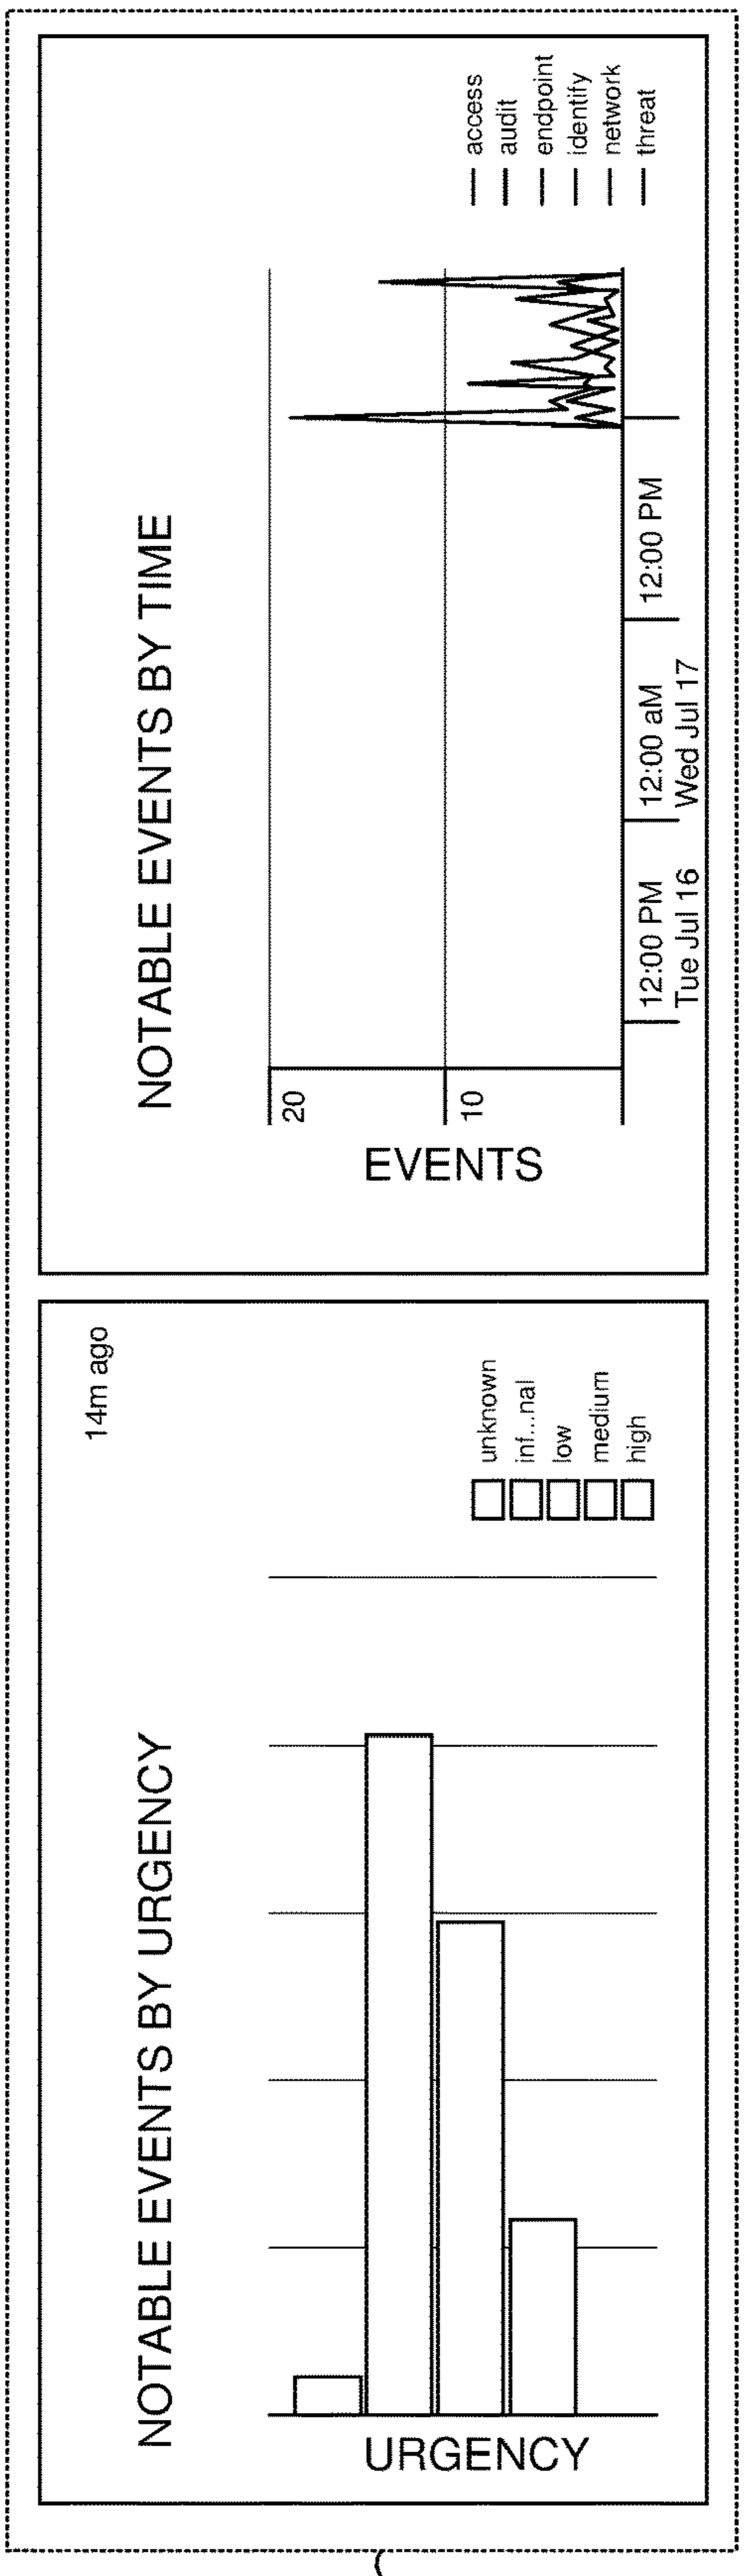 NOTABLE EVENTS BY URGENCY
14m ago
URGENCY
unknown
inf...nal
low
medium
high
NOTABLE EVENTS BY TIME
EVENTS
20
10
12:00 PM
Tue Jul 16
12:00 aM
Wed Jul 17
12:00 PM
access
audit
endpoint
identify
network
threat